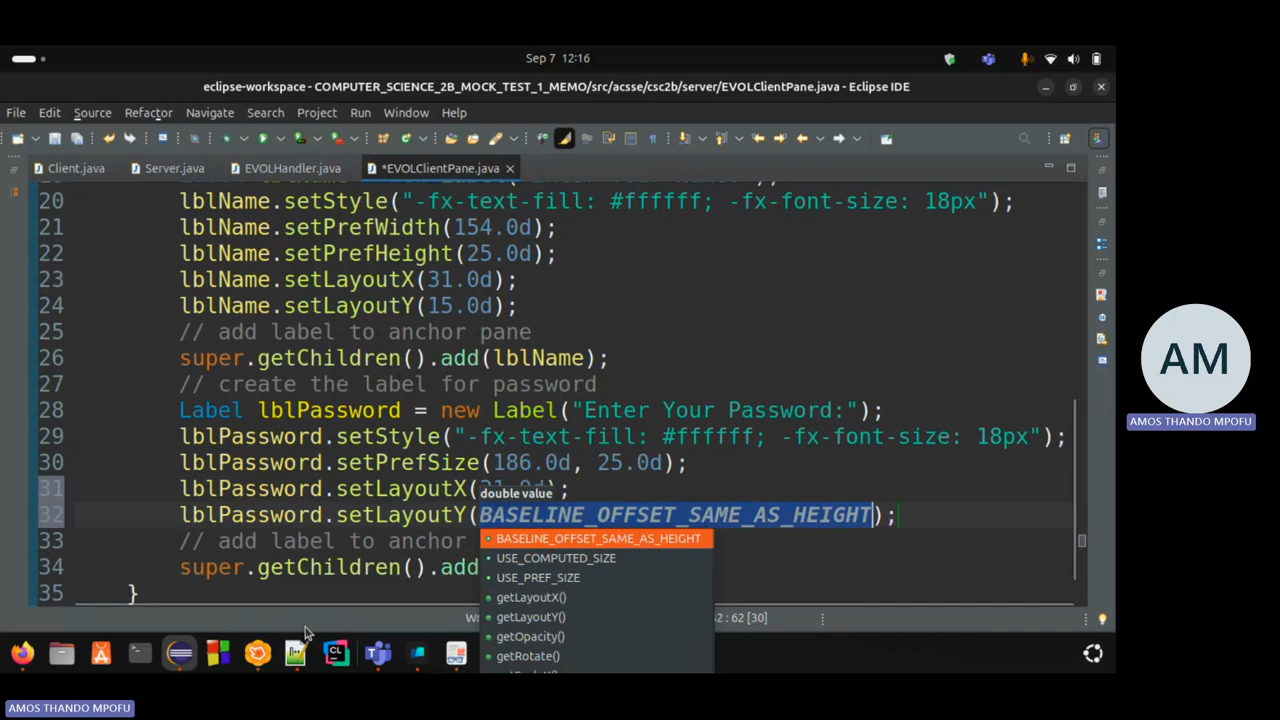 Sep 7 12:16
eclipse-workspace - COMPUTER_SCIENCE_2B_MOCK_TEST_1_MEMO/src/acsse/csc2b/server/EVOLClientPane.java - Eclipse IDE
File Edit Source Refactor Navigate Search Project Run Window Help
Client.java Server.java EVOLHandler.java *EVOLClientPane.java
20 lblName.setStyle("-fx-text-fill: #ffffff; -fx-font-size: 18px");
21 lblName.setPrefWidth(154.0d);
22 lblName.setPrefHeight(25.0d);
23 lblName.setLayoutX(31.0d);
24 lblName.setLayoutY(15.0d);
25 // add label to anchor pane
26 super.getChildren().add(lblName);
27 // create the label for password
28 Label lblPassword = new Label("Enter Your Password:");
29 lblPassword.setStyle("-fx-text-fill: #ffffff; -fx-font-size: 18px");
30 lblPassword.setPrefSize(186.0d, 25.0d);
31 lblPassword.setLayoutX(31.0d);
double value
32 lblPassword.setLayoutY(BASELINE_OFFSET_SAME_AS_HEIGHT);
BASELINE_OFFSET_SAME_AS_HEIGHT
33 // add label to anchor
USE_COMPUTED_SIZE
34 super.getChildren().add
USE_PREF_SIZE
35 }
getLayoutX()
getLayoutY()
2 : 62 [30]
getOpacity()
getRotate()
CL
AM
AMOS THANDO MPOFU
AMOS THANDO MPOFU